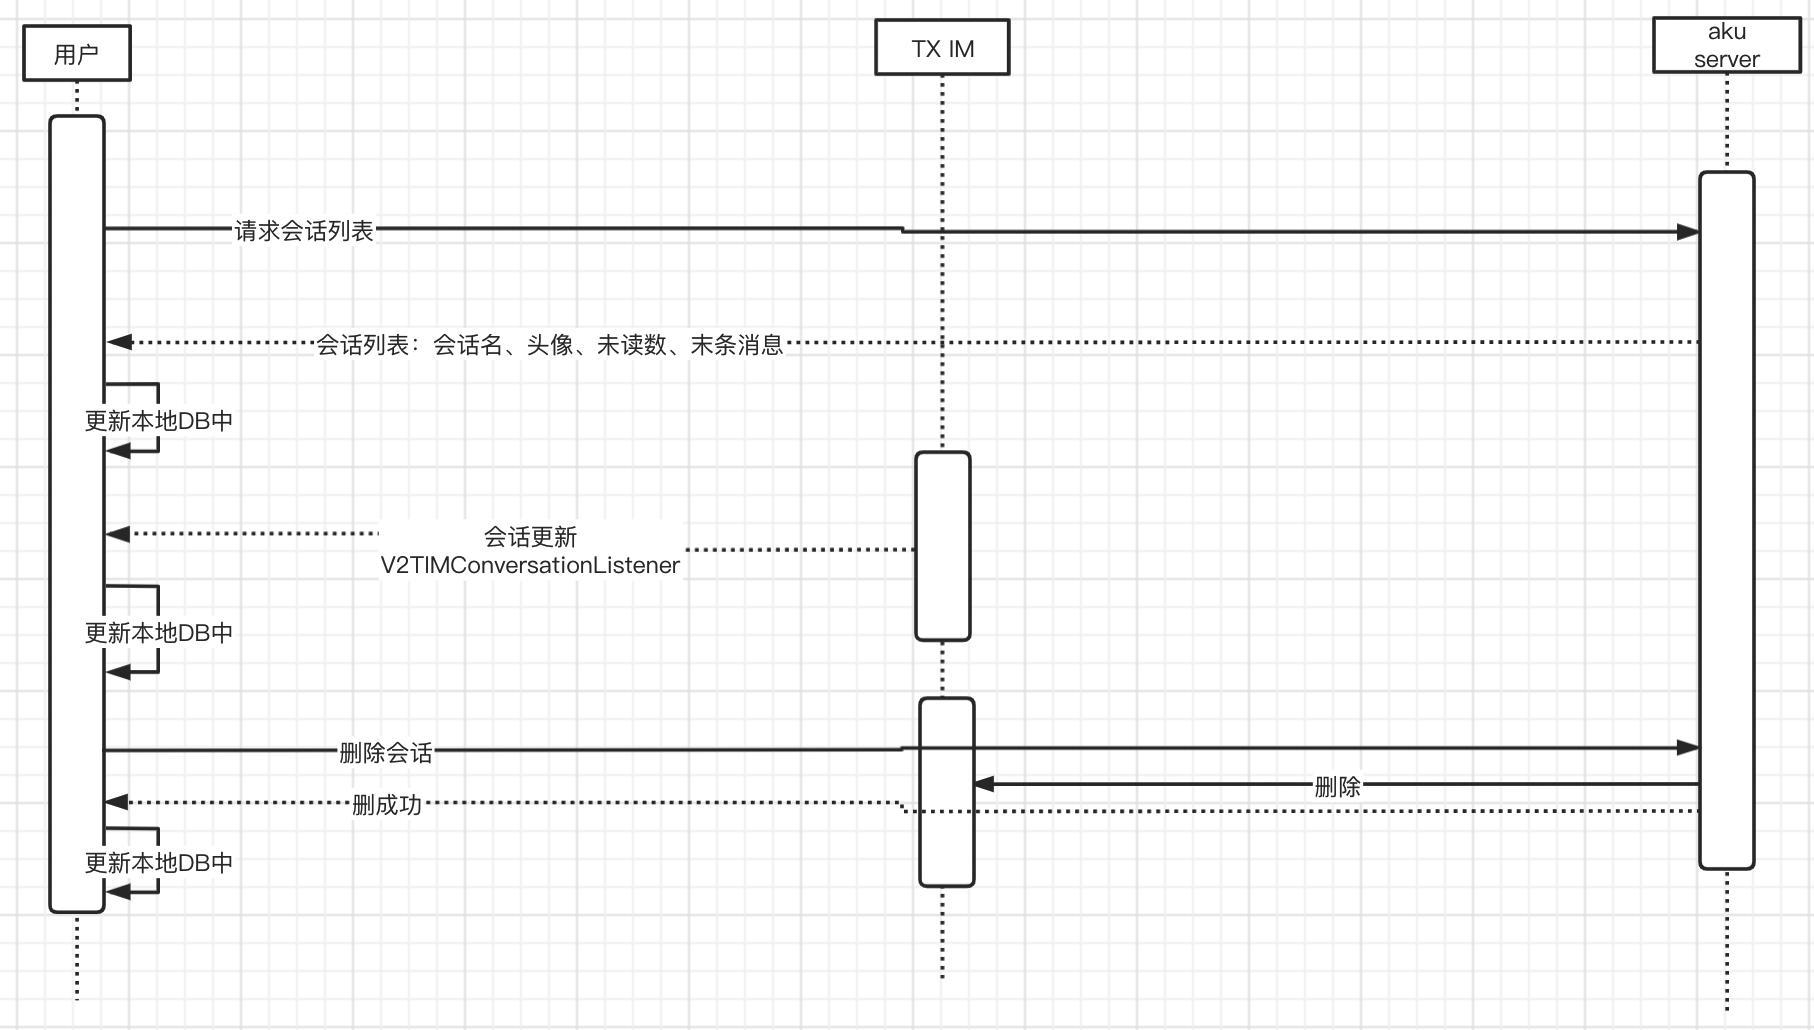 用户
TX IM
aku
server
请求会话列表
会话列表：会话名、头像、未读数、末条消息
更新本地DB中
会话更新
V2TIMConversationListener
更新本地DB中
删除会话
删除
删成功
更新本地DB中